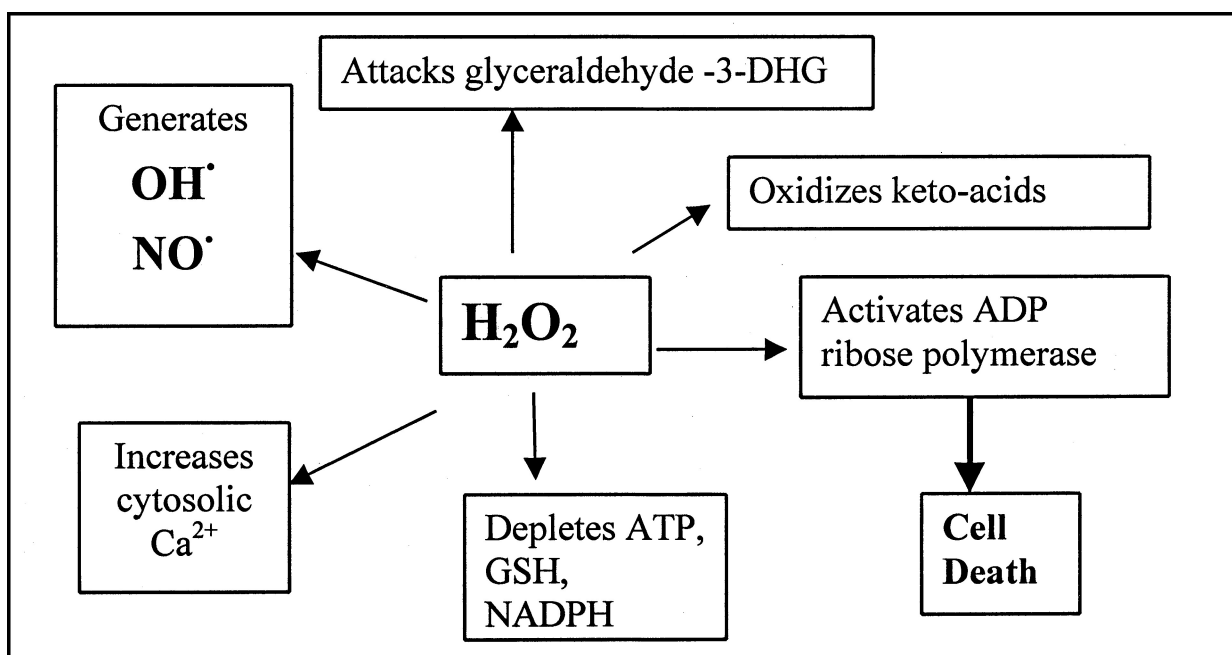 Attacks glyceraldehyde -3-DHG
Generates
OH•
NO•
Oxidizes keto-acids
H₂O₂
Activates ADP
ribose polymerase
Increases
cytosolic
Ca²⁺
Depletes ATP,
GSH,
NADPH
Cell
Death